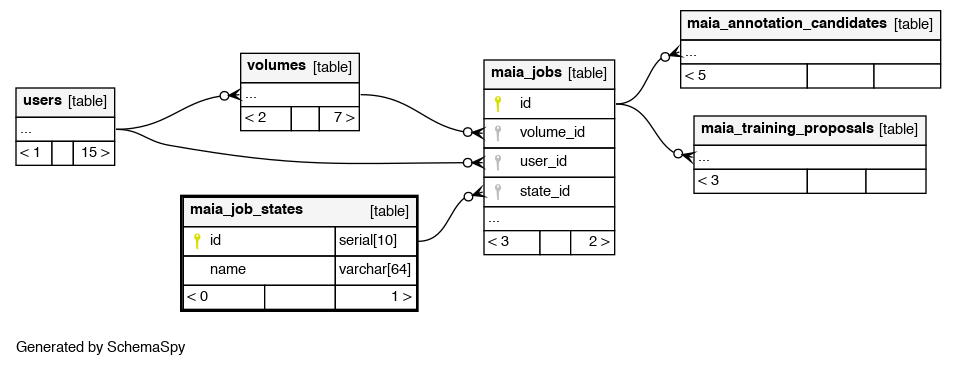 users [table]
...
< 1 15 >
volumes [table]
...
< 2 7 >
maia_job_states [table]
id serial[10]
name varchar[64]
< 0 1 >
maia_jobs [table]
id
volume_id
user_id
state_id
...
< 3 2 >
maia_annotation_candidates [table]
...
< 5
maia_training_proposals [table]
...
< 3
Generated by SchemaSpy